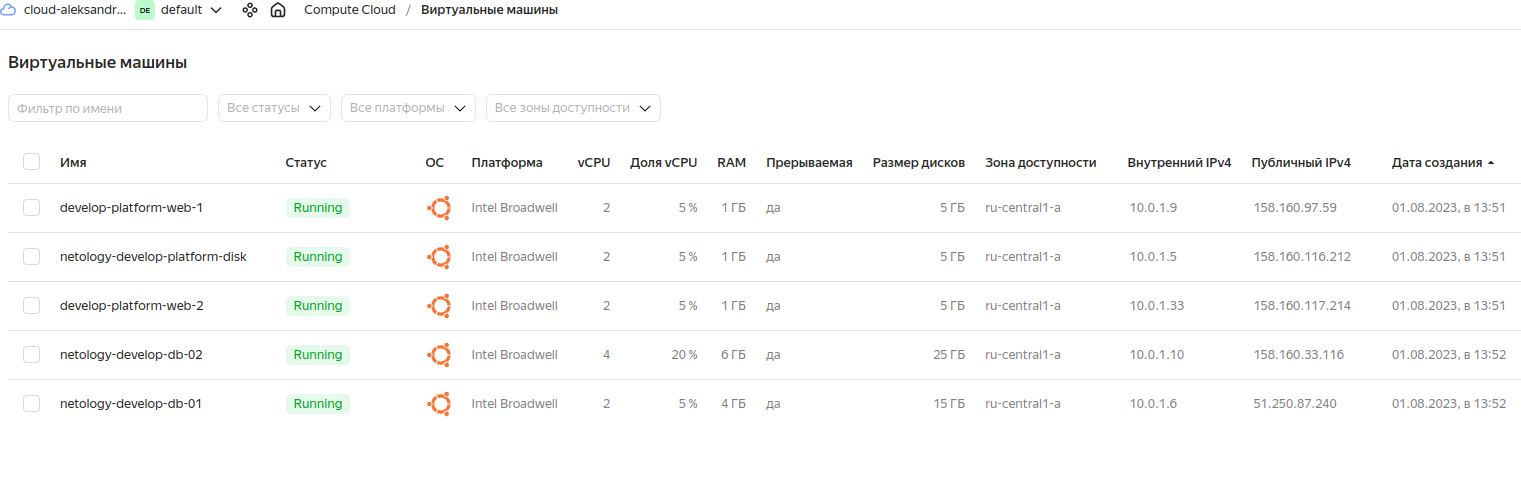 cloud-aleksandr... DE default Compute Cloud / Виртуальные машины
Виртуальные машины
Фильтр по имени Все статусы Все платформы Все зоны доступности
Имя Статус ОС Платформа vCPU Доля vCPU RAM Прерываемая Размер дисков Зона доступности Внутренний IPv4 Публичный IPv4 Дата создания
develop-platform-web-1 Running Intel Broadwell 2 5 % 1 ГБ да 5 ГБ ru-central1-a 10.0.1.9 158.160.97.59 01.08.2023, в 13:51
netology-develop-platform-disk Running Intel Broadwell 2 5 % 1 ГБ да 5 ГБ ru-central1-a 10.0.1.5 158.160.116.212 01.08.2023, в 13:51
develop-platform-web-2 Running Intel Broadwell 2 5 % 1 ГБ да 5 ГБ ru-central1-a 10.0.1.33 158.160.117.214 01.08.2023, в 13:51
netology-develop-db-02 Running Intel Broadwell 4 20 % 6 ГБ да 25 ГБ ru-central1-a 10.0.1.10 158.160.33.116 01.08.2023, в 13:52
netology-develop-db-01 Running Intel Broadwell 2 5 % 4 ГБ да 15 ГБ ru-central1-a 10.0.1.6 51.250.87.240 01.08.2023, в 13:52